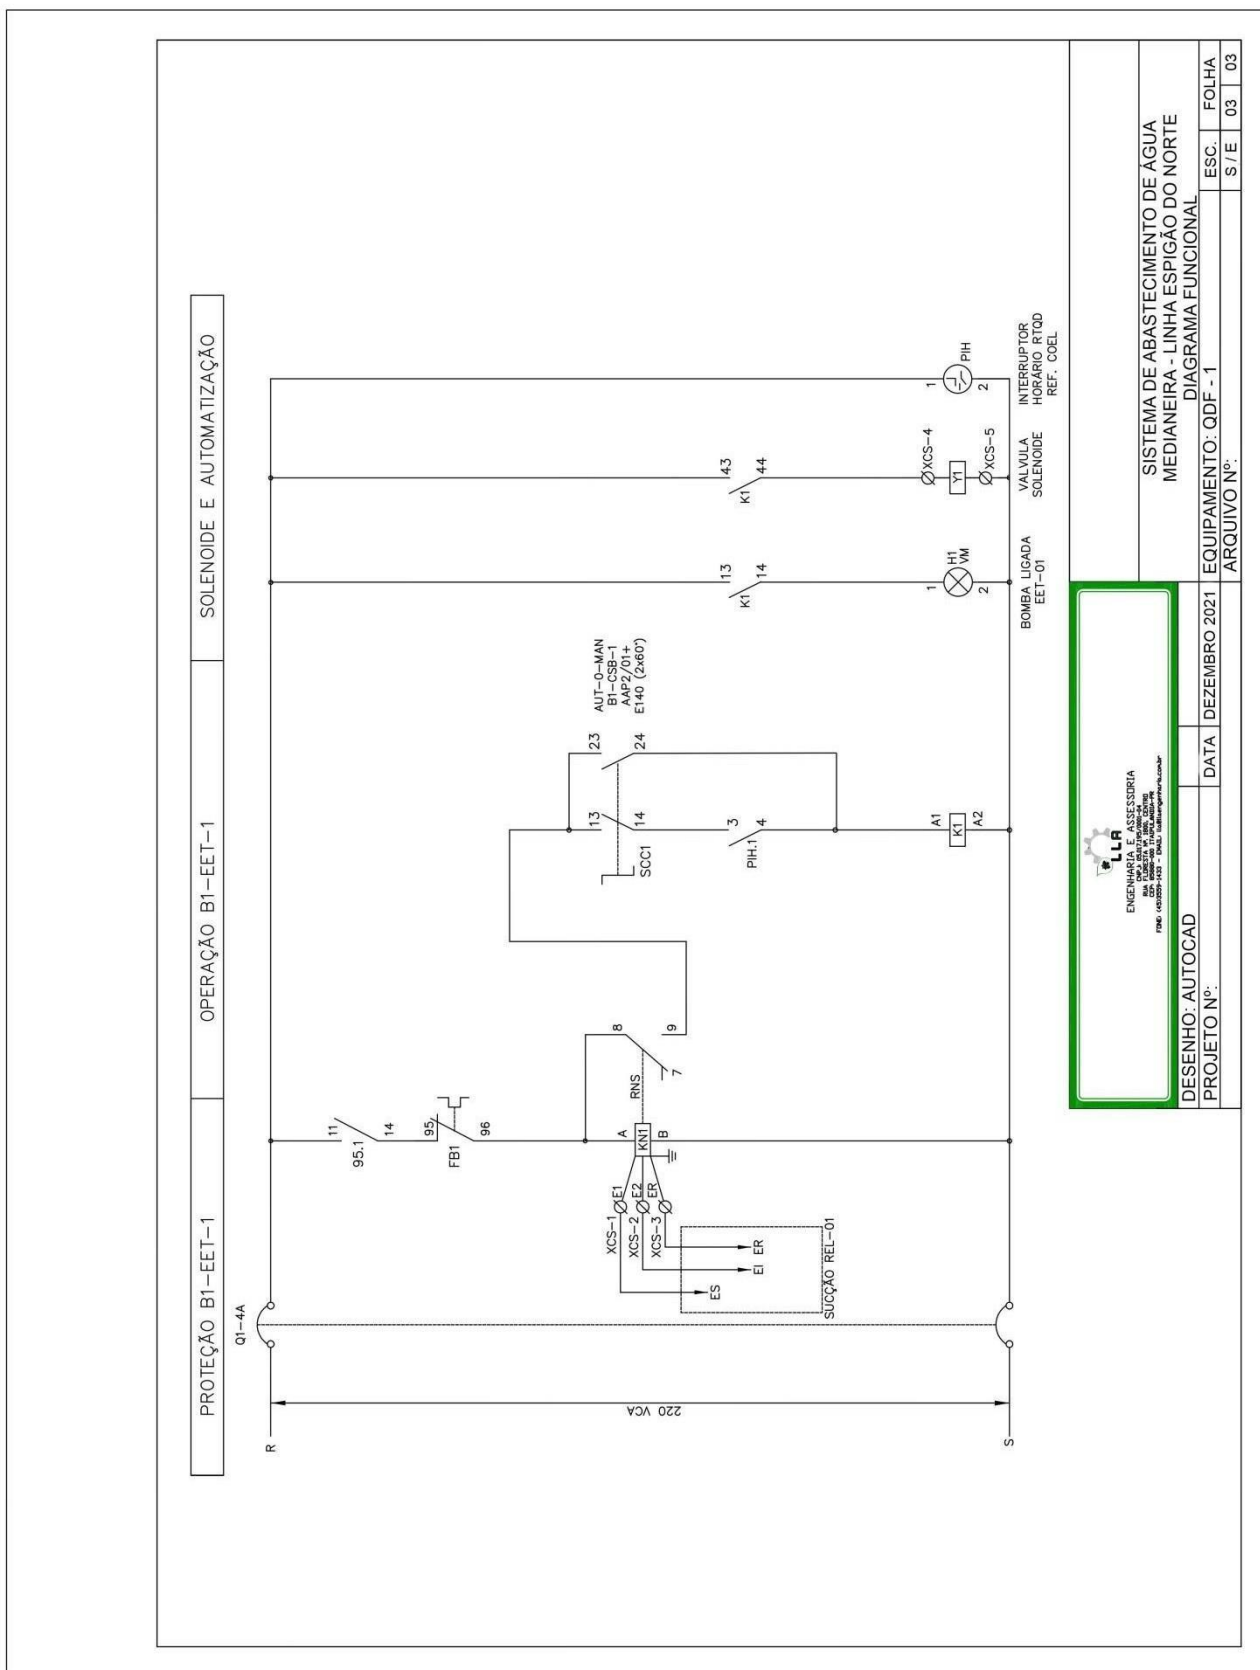 PROTEÇÃO B1-EET-1
OPERAÇÃO B1-EET-1
SOLENOIDE E AUTOMATIZAÇÃO
R
S
220 VCA
Q1-4A
11
14
95.1
95
96
FB1
XCS-1
XCS-2
XCS-3
E1
E2
ER
KN1
A
B
ES
EI
ER
SUCÇÃO REL-01
RNS
8
9
7
13
14
SCC1
23
24
AUT-0-MAN
B1-CSB-1
AAP2/01+
E140 (2x60°)
3
4
PIH.1
A1
K1
A2
13
14
K1
1
H1
VM
2
BOMBA LIGADA
EET-01
43
44
K1
XCS-4
Y1
XCS-5
VALVULA
SOLENOIDE
1
PIH
2
INTERRUPTOR
HORÁRIO RTQD
REF. COEL
LLA
ENGENHARIA E ASSESSORIA
SISTEMA DE ABASTECIMENTO DE ÁGUA
MEDIANEIRA - LINHA ESPIGÃO DO NORTE
DIAGRAMA FUNCIONAL
DESENHO: AUTOCAD
PROJETO Nº:
DATA
DEZEMBRO 2021
EQUIPAMENTO: QDF - 1
ARQUIVO Nº:
ESC.
S / E
FOLHA
03
03